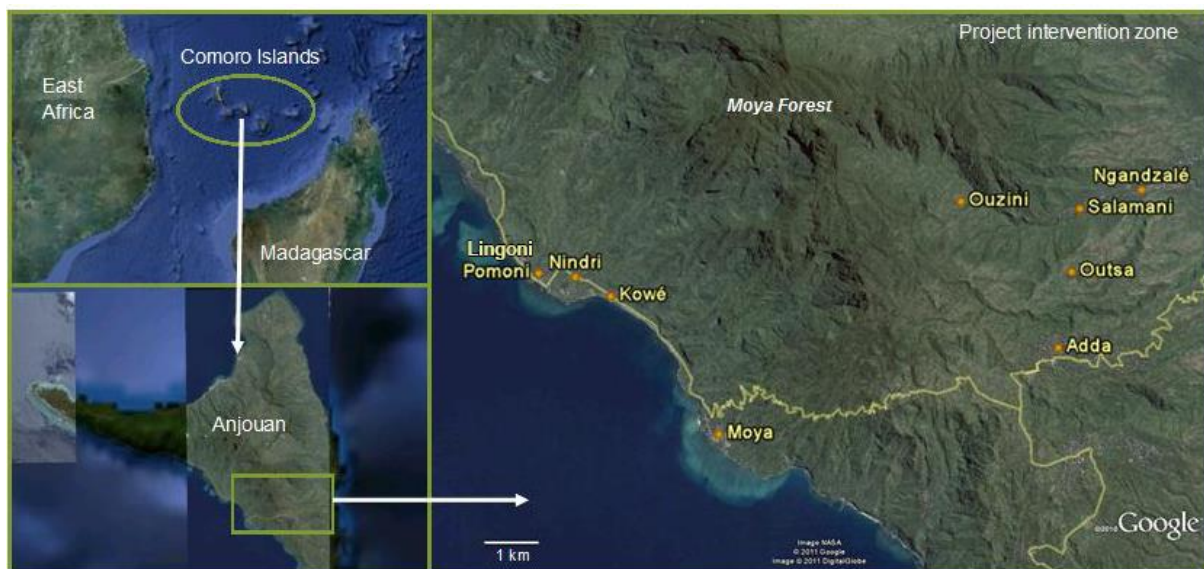 Comoro Islands
East
Africa
Madagascar
Anjouan
Project intervention zone
Moya Forest
Ngandzalé
Ouzini
Salamani
Lingoni
Pomoni
Nindri
Outsa
Kowé
Adda
Moya
1 km
Image NASA
© 2011 Google
Image © 2011 DigitalGlobe
©2010 Google